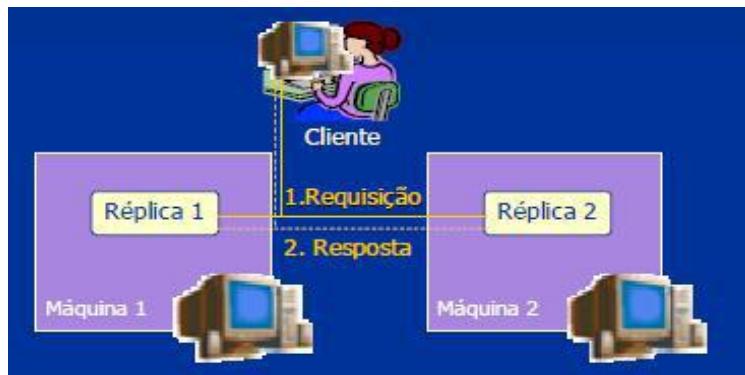 Cliente
Réplica 1
1.Requisição
Réplica 2
2. Resposta
Máquina 1
Máquina 2